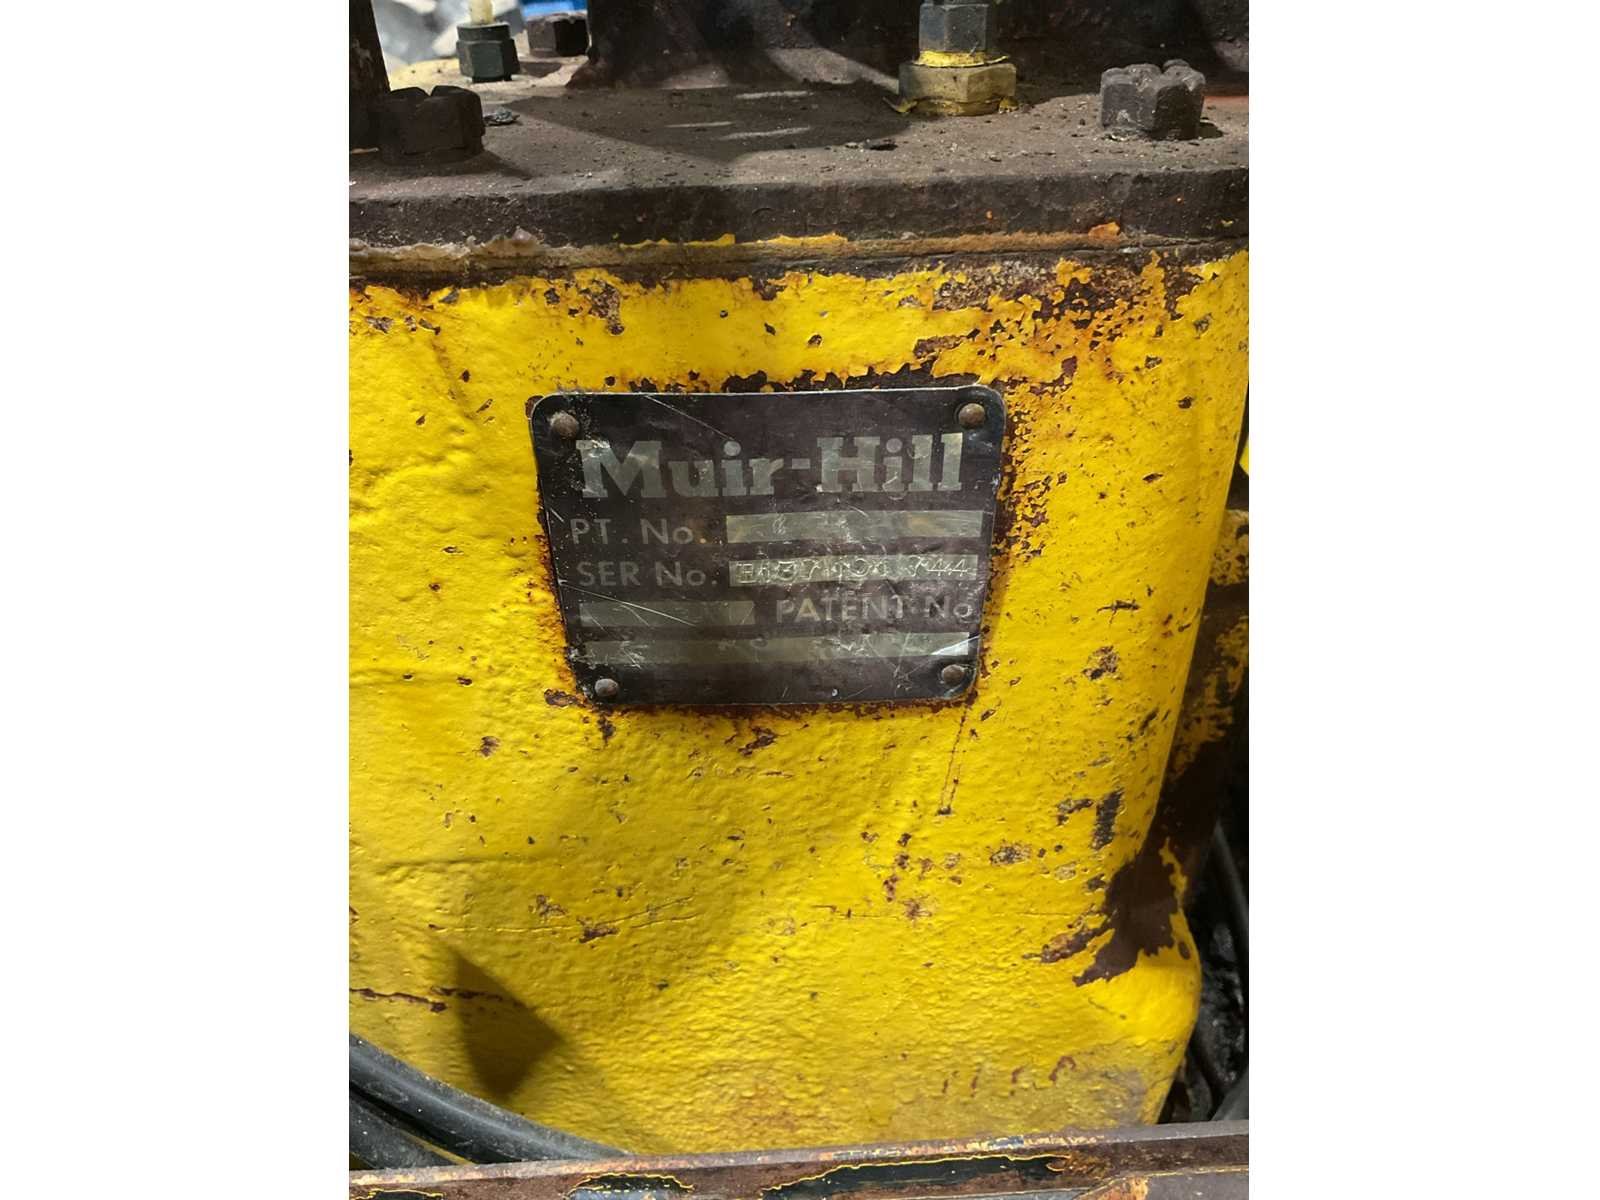 Muir-Hill
PT. No.
SER No.
PATENT No